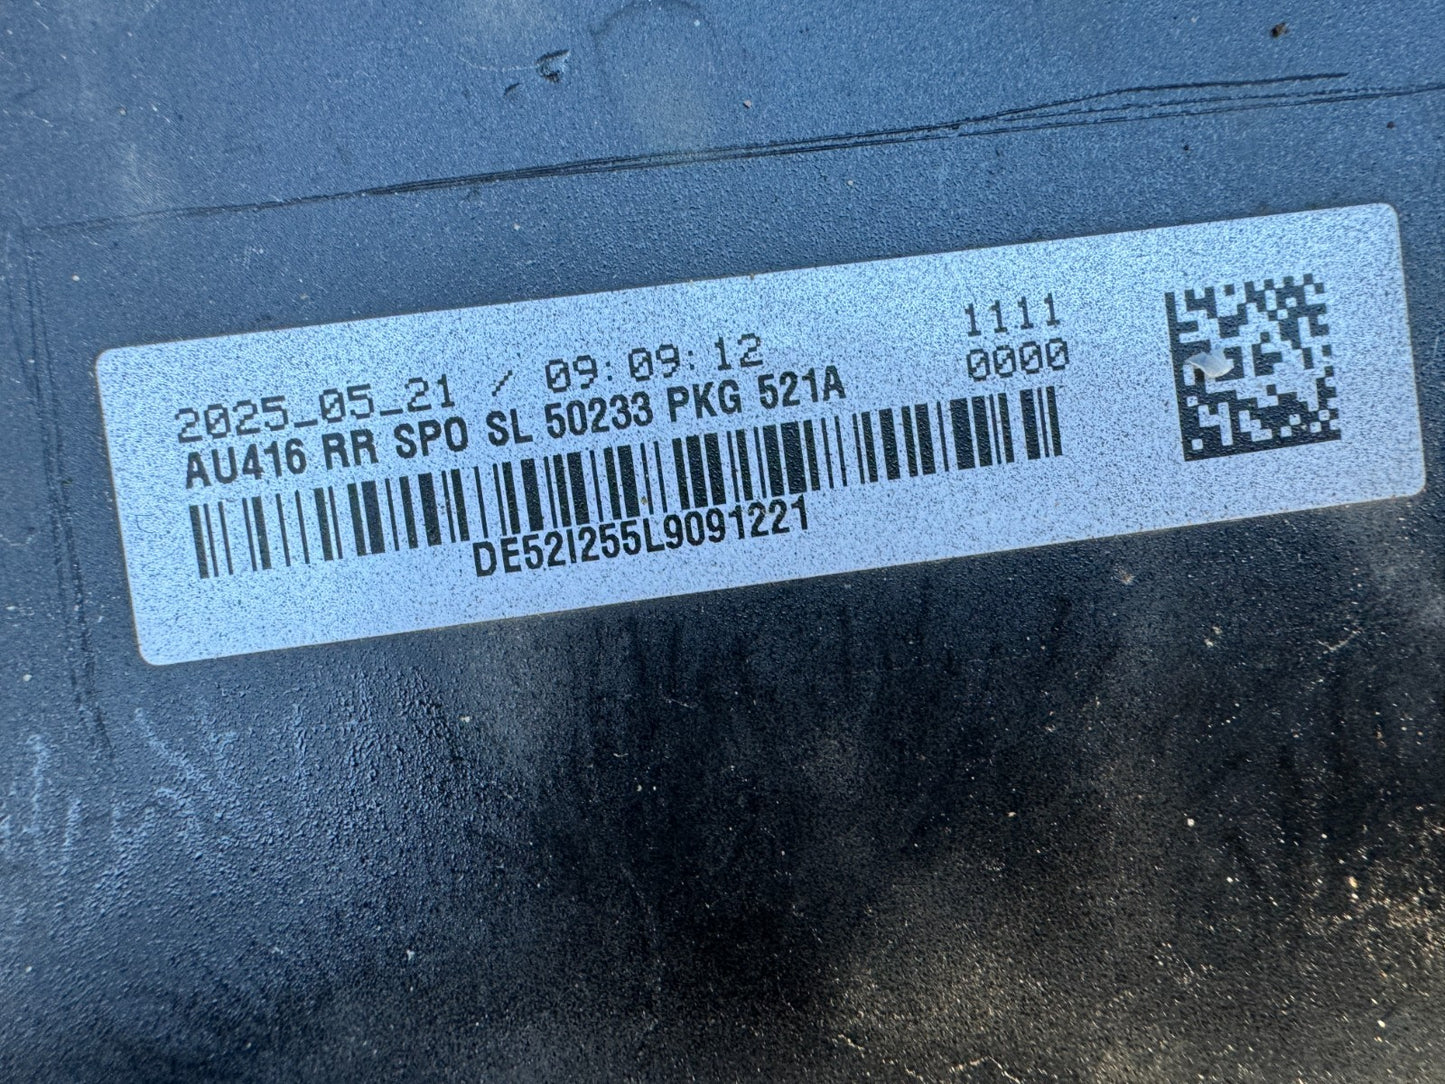 2025_05_21 / 09:09:12
1111
0000
AU416 RR SPO SL 50233 PKG 521A
DE52I255L9091221